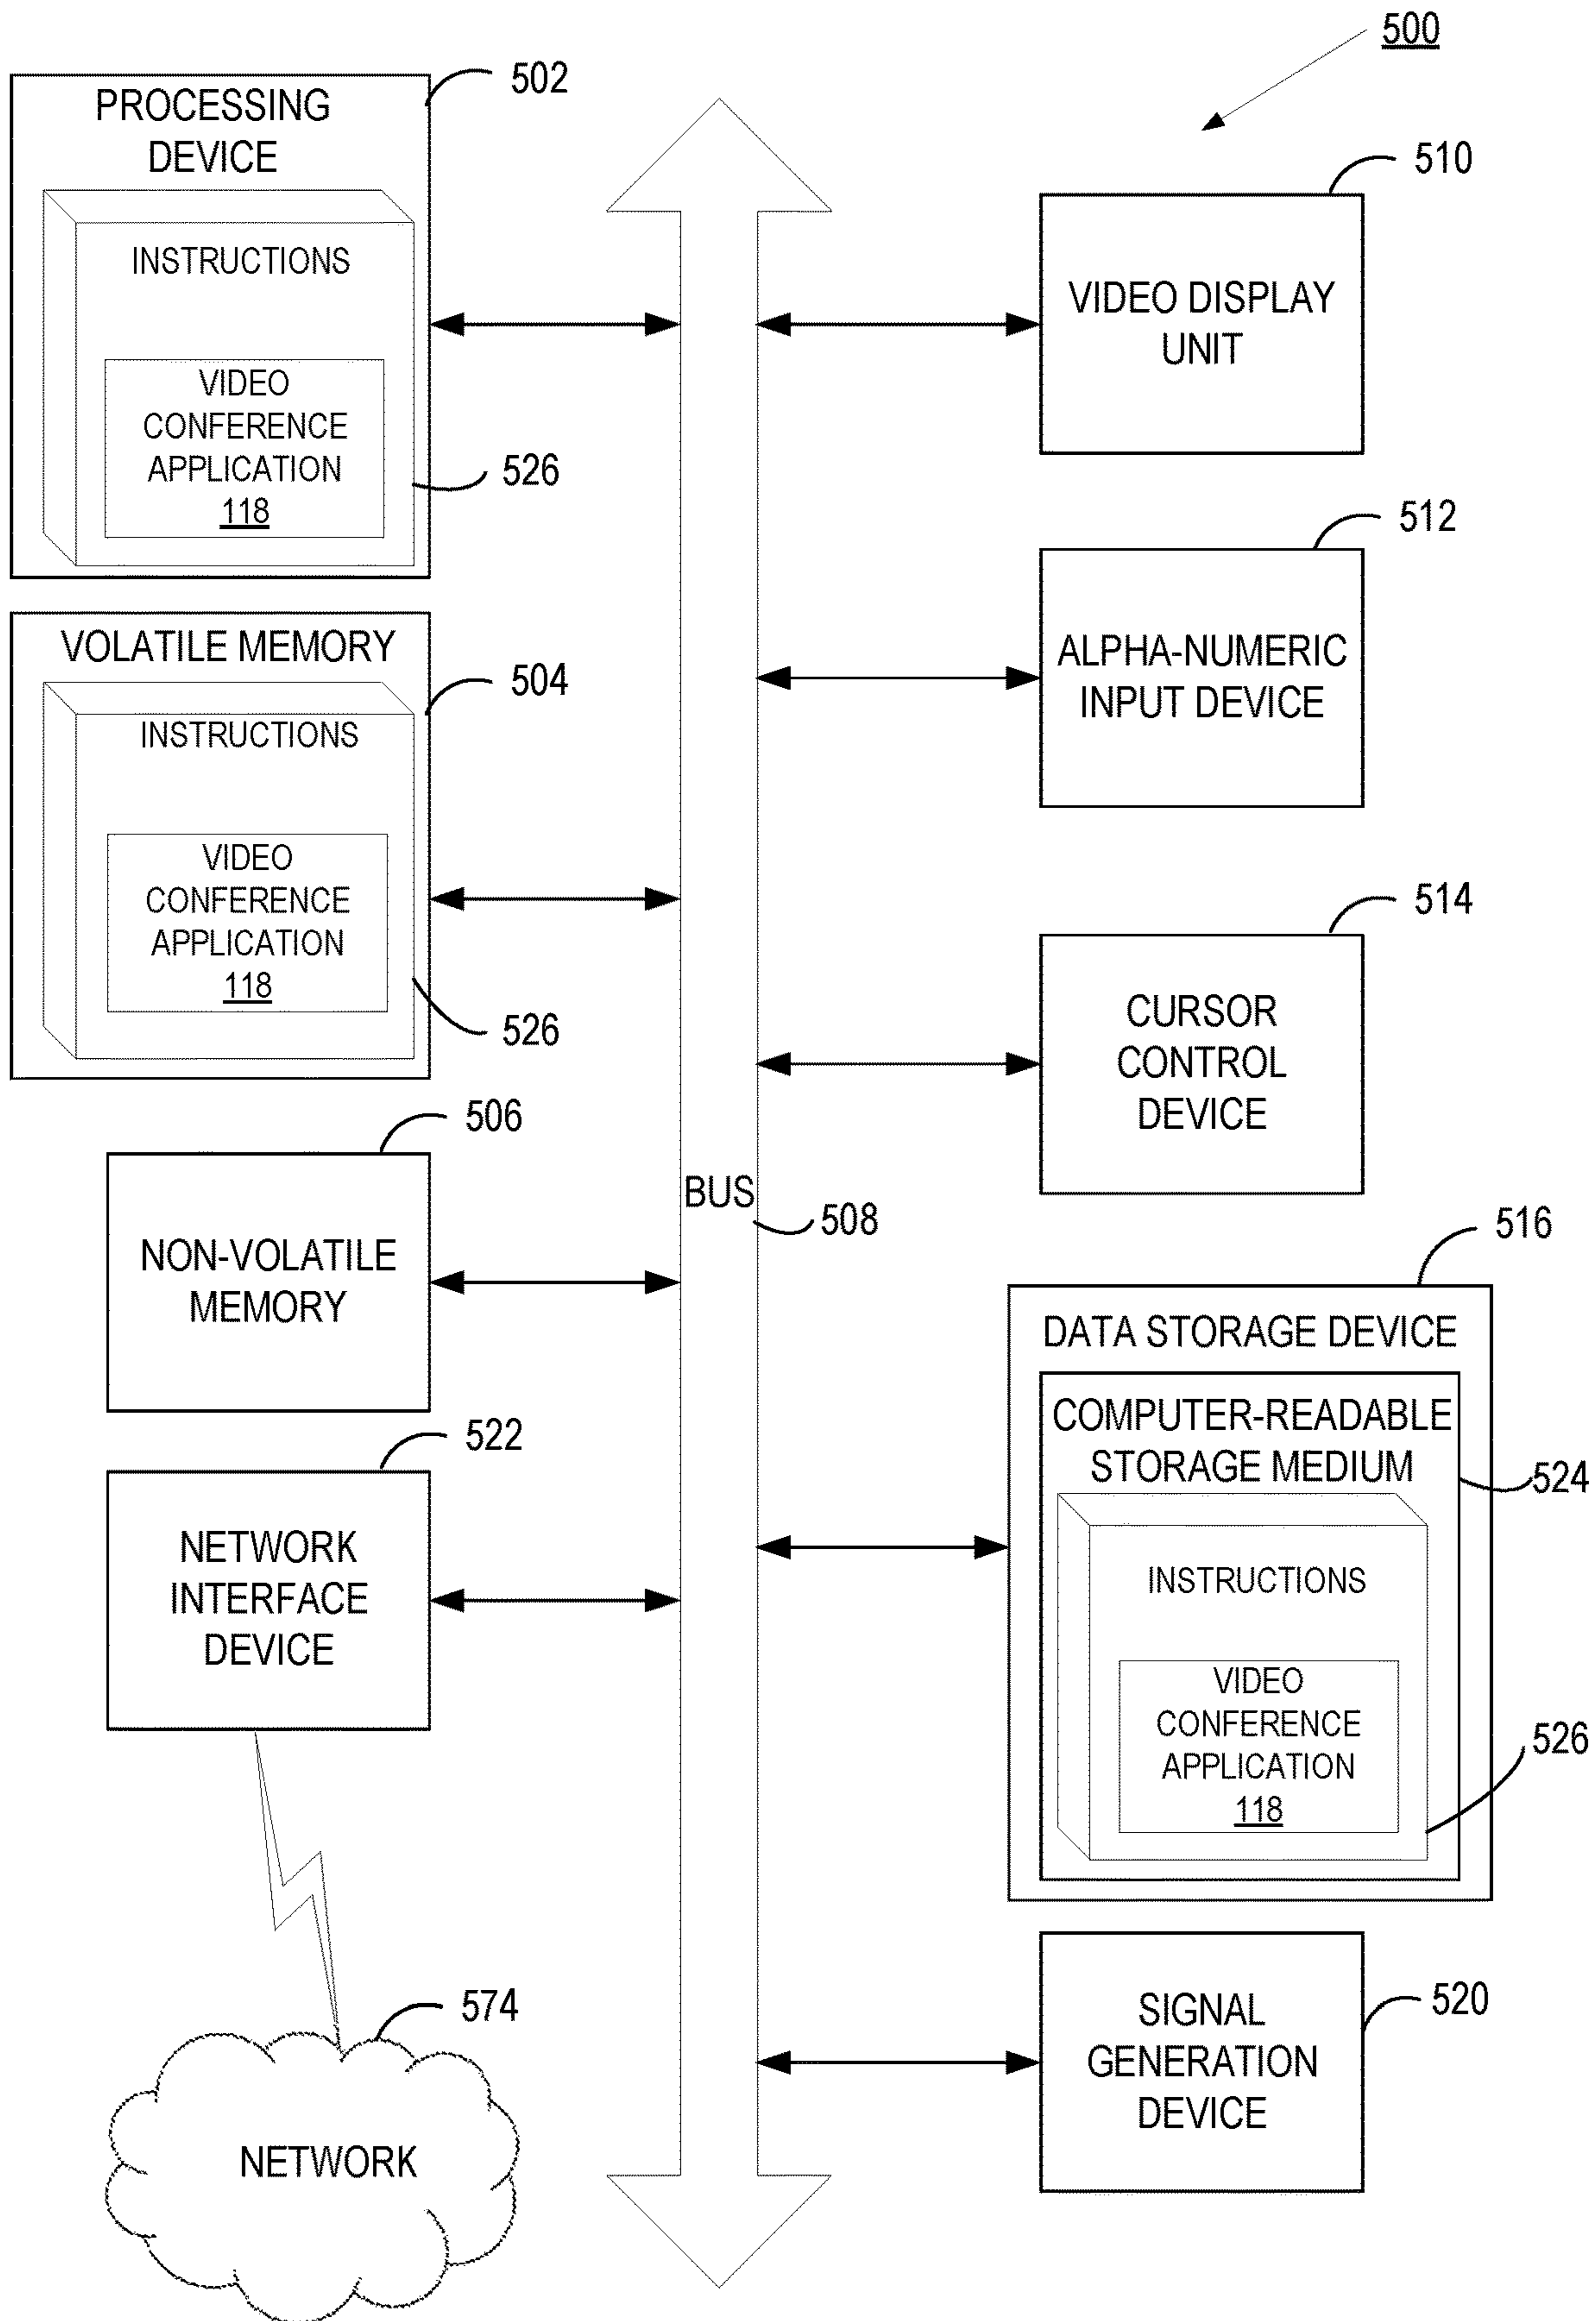 500
502
PROCESSING
DEVICE
INSTRUCTIONS
VIDEO
CONFERENCE
APPLICATION
118
526
VOLATILE MEMORY
504
INSTRUCTIONS
VIDEO
CONFERENCE
APPLICATION
118
526
506
NON-VOLATILE
MEMORY
522
NETWORK
INTERFACE
DEVICE
574
NETWORK
BUS
508
510
VIDEO DISPLAY
UNIT
512
ALPHA-NUMERIC
INPUT DEVICE
514
CURSOR
CONTROL
DEVICE
516
DATA STORAGE DEVICE
COMPUTER-READABLE
STORAGE MEDIUM
524
INSTRUCTIONS
VIDEO
CONFERENCE
APPLICATION
118
526
520
SIGNAL
GENERATION
DEVICE